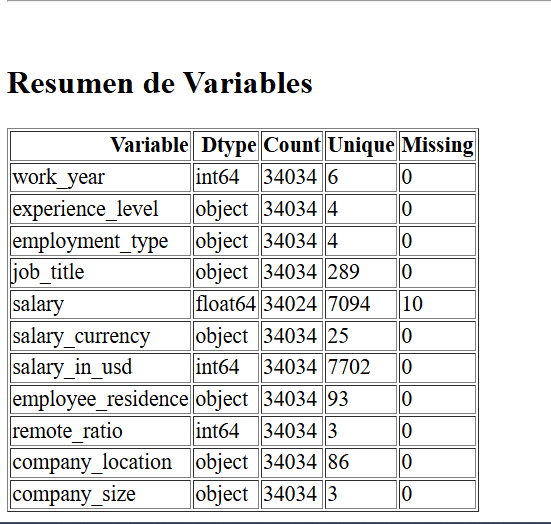 Resumen de Variables
Variable Dtype Count Unique Missing
work_year int64 34034 6 0
experience_level object 34034 4 0
employment_type object 34034 4 0
job_title object 34034 289 0
salary float64 34024 7094 10
salary_currency object 34034 25 0
salary_in_usd int64 34034 7702 0
employee_residence object 34034 93 0
remote_ratio int64 34034 3 0
company_location object 34034 86 0
company_size object 34034 3 0